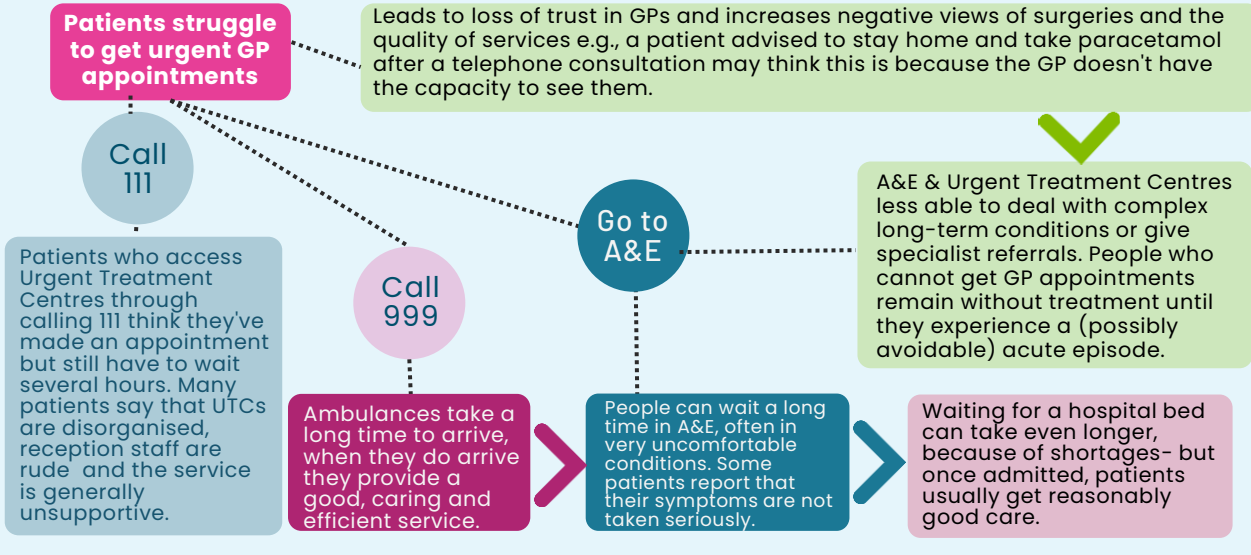 Patients struggle
to get urgent GP
appointments
Leads to loss of trust in GPs and increases negative views of surgeries and the
quality of services e.g., a patient advised to stay home and take paracetamol
after a telephone consultation may think this is because the GP doesn't have
the capacity to see them.
Call
111
Go to
A&E
A&E & Urgent Treatment Centres
less able to deal with complex
long-term conditions or give
specialist referrals. People who
cannot get GP appointments
remain without treatment until
they experience a (possibly
avoidable) acute episode.
Call
999
Patients who access
Urgent Treatment
Centres through
calling 111 think they've
made an appointment
but still have to wait
several hours. Many
patients say that UTCs
are disorganised,
reception staff are
rude  and the service
is generally
unsupportive.
Ambulances take a
long time to arrive,
when they do arrive
they provide a
good, caring and
efficient service.
People can wait a long
time in A&E, often in
very uncomfortable
conditions. Some
patients report that
their symptoms are not
taken seriously.
Waiting for a hospital bed
can take even longer,
because of shortages- but
once admitted, patients
usually get reasonably
good care.